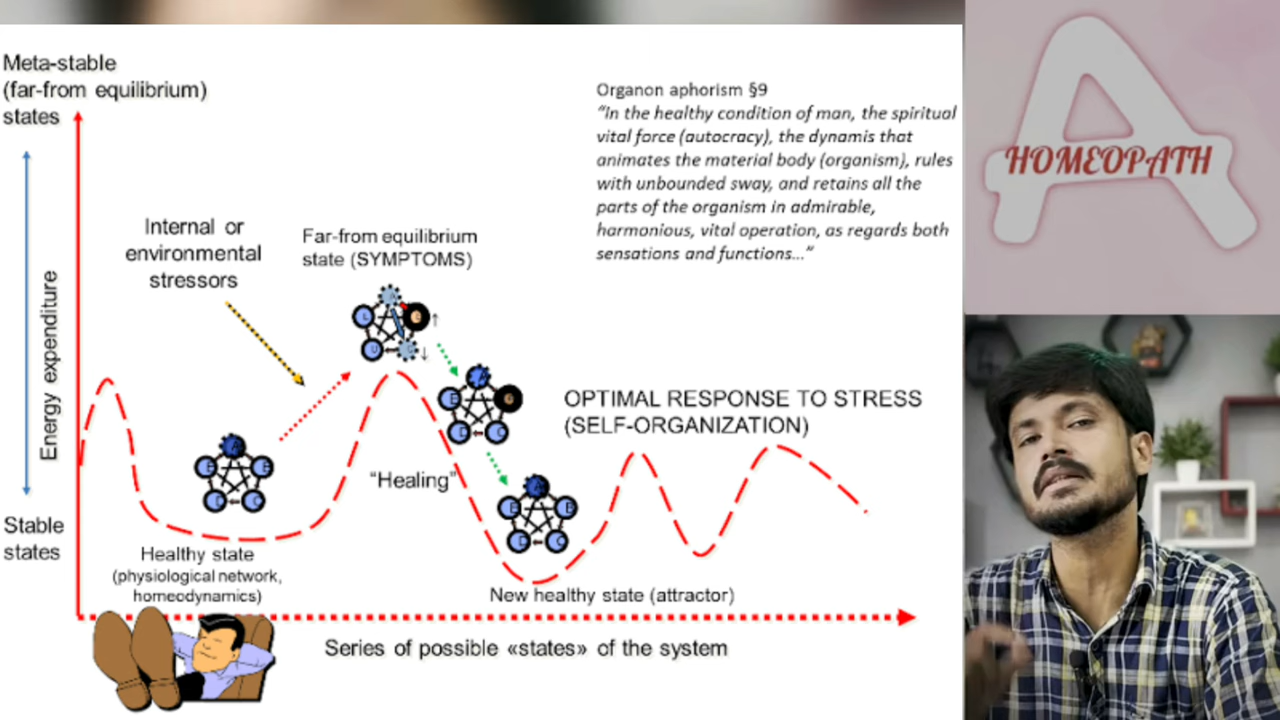 Meta-stable
(far-from equilibrium)
states
Energy expenditure
Stable
states
Internal or
environmental
stressors
Far-from equilibrium
state (SYMPTOMS)
Organon aphorism §9
“In the healthy condition of man, the spiritual
vital force (autocracy), the dynamis that
animates the material body (organism), rules
with unbounded sway, and retains all the
parts of the organism in admirable,
harmonious, vital operation, as regards both
sensations and functions...”
OPTIMAL RESPONSE TO STRESS
(SELF-ORGANIZATION)
“Healing”
Healthy state
(physiological network,
homeodynamics)
New healthy state (attractor)
Series of possible «states» of the system
HOMEOPATH